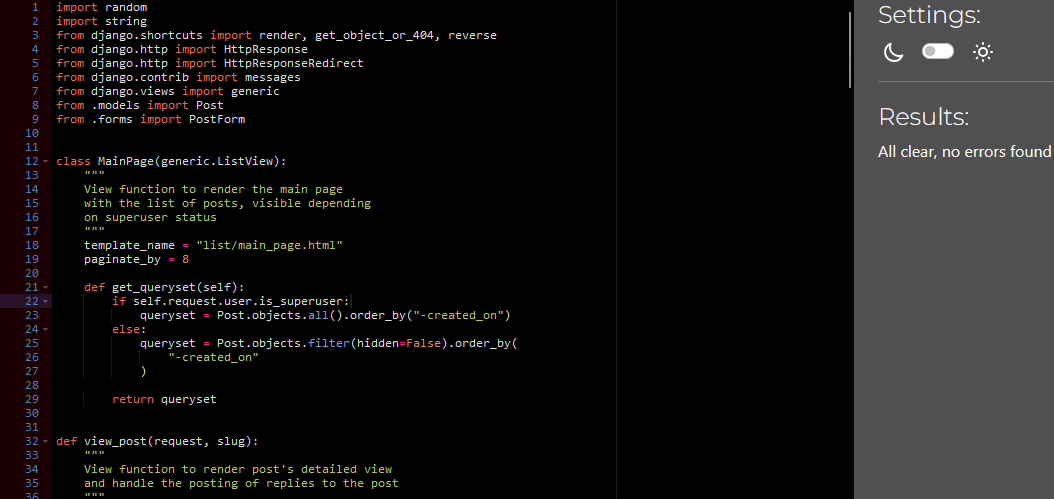 1 import random
2 import string
3 from django.shortcuts import render, get_object_or_404, reverse
4 from django.http import HttpResponse
5 from django.http import HttpResponseRedirect
6 from django.contrib import messages
7 from django.views import generic
8 from .models import Post
9 from .forms import PostForm
10
11
12 class MainPage(generic.ListView):
13     """
14     View function to render the main page
15     with the list of posts, visible depending
16     on superuser status
17     """
18     template_name = "list/main_page.html"
19     paginate_by = 8
20
21     def get_queryset(self):
22         if self.request.user.is_superuser:
23             queryset = Post.objects.all().order_by("-created_on")
24         else:
25             queryset = Post.objects.filter(hidden=False).order_by(
26                 "-created_on"
27             )
28
29         return queryset
30
31
32 def view_post(request, slug):
33     """
34     View function to render post's detailed view
35     and handle the posting of replies to the post
36     """
Settings:
Results:
All clear, no errors found